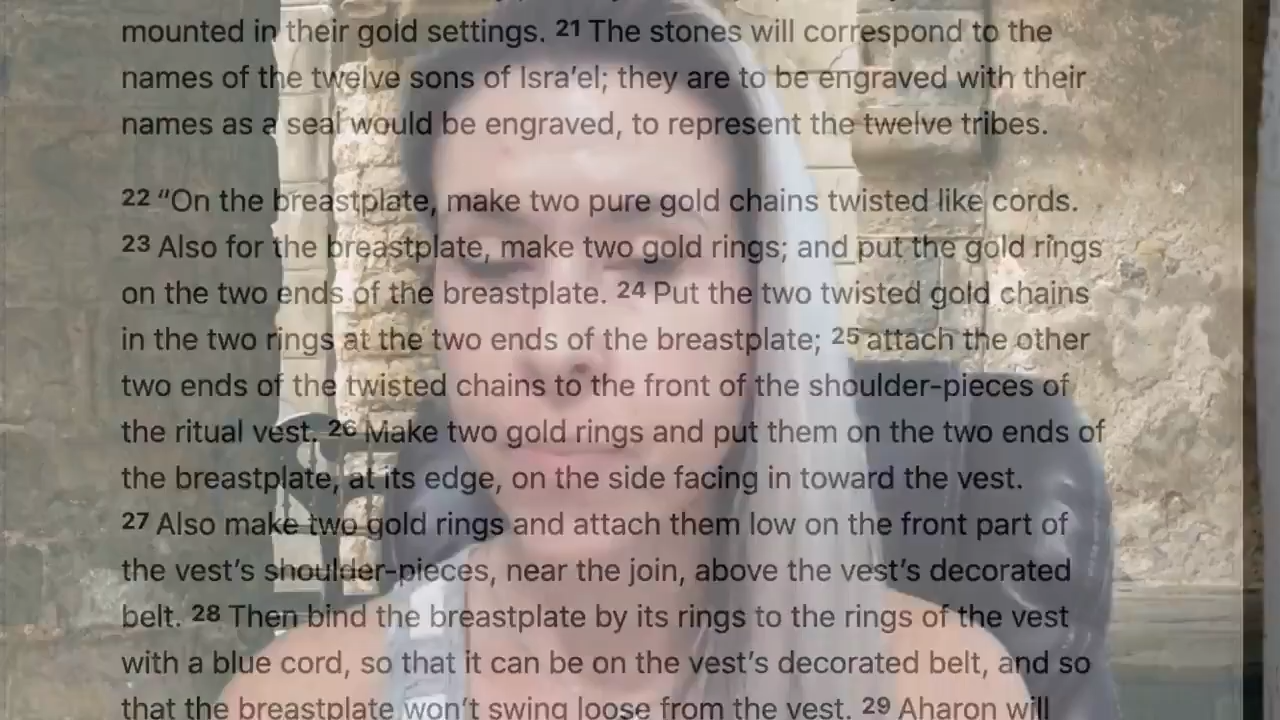 mounted in their gold settings. 21 The stones will correspond to the
names of the twelve sons of Isra’el; they are to be engraved with their
names as a seal would be engraved, to represent the twelve tribes.
22 “On the breastplate, make two pure gold chains twisted like cords.
23 Also for the breastplate, make two gold rings; and put the gold rings
on the two ends of the breastplate. 24 Put the two twisted gold chains
in the two rings at the two ends of the breastplate; 25 attach the other
two ends of the twisted chains to the front of the shoulder-pieces of
the ritual vest. 26 Make two gold rings and put them on the two ends of
the breastplate, at its edge, on the side facing in toward the vest.
27 Also make two gold rings and attach them low on the front part of
the vest’s shoulder-pieces, near the join, above the vest’s decorated
belt. 28 Then bind the breastplate by its rings to the rings of the vest
with a blue cord, so that it can be on the vest’s decorated belt, and so
that the breastplate won’t swing loose from the vest. 29 Aharon will